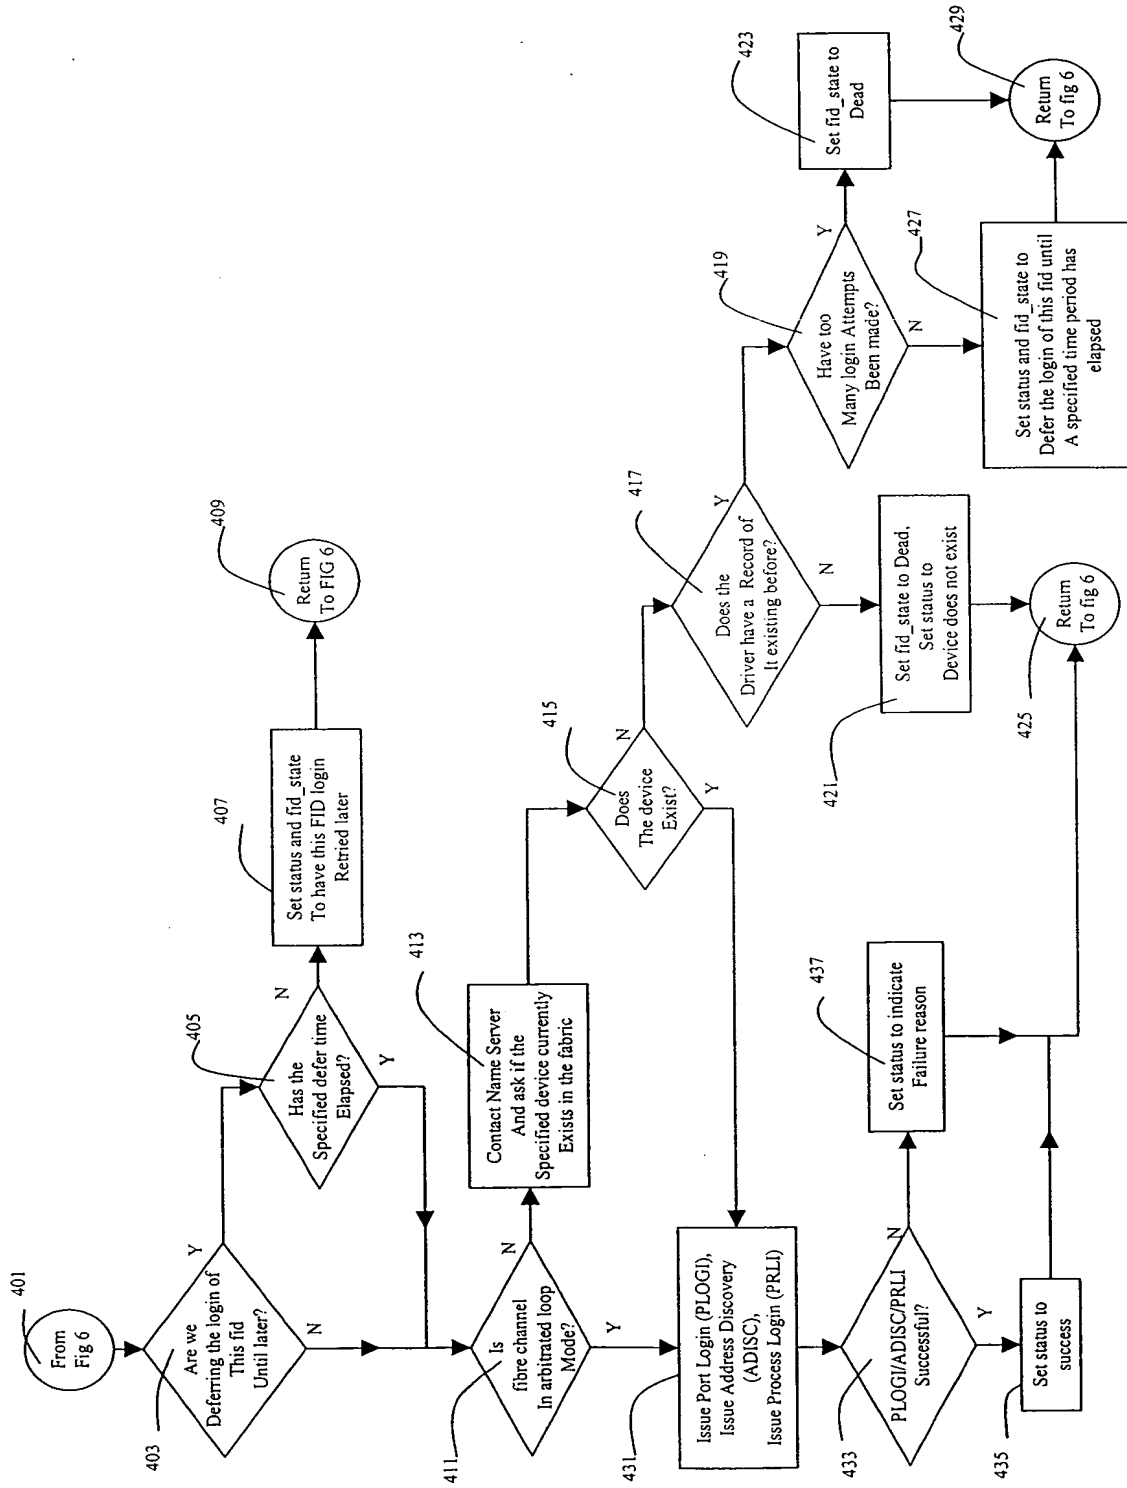 401
From
Fig 6
403
Are we
Deferring the login of
This fid
Until later?
Y
N
405
Has the
Specified defer time
Elapsed?
N
Y
407
Set status and fid_state
To have this FID login
Retried later
409
Return
To FIG 6
411
Is
fibre channel
In arbitrated loop
Mode?
N
Y
413
Contact Name Server
And ask if the
Specified device currently
Exists in the fabric
415
Does
The device
Exist?
N
Y
417
Does the
Driver have a Record of
It existing before?
Y
N
419
Have too
Many login Attempts
Been made?
Y
N
423
Set fid_state to
Dead
429
Return
To fig 6
427
Set status and fid_state to
Defer the login of this fid until
A specified time period has
elapsed
421
Set fid_state to Dead,
Set status to
Device does not exist
425
Return
To fig 6
431
Issue Port Login (PLOGI),
Issue Address Discovery
(ADISC),
Issue Process Login (PRLI)
433
PLOGI/ADISC/PRLI
Successful?
N
Y
437
Set status to indicate
Failure reason
435
Set status to
success